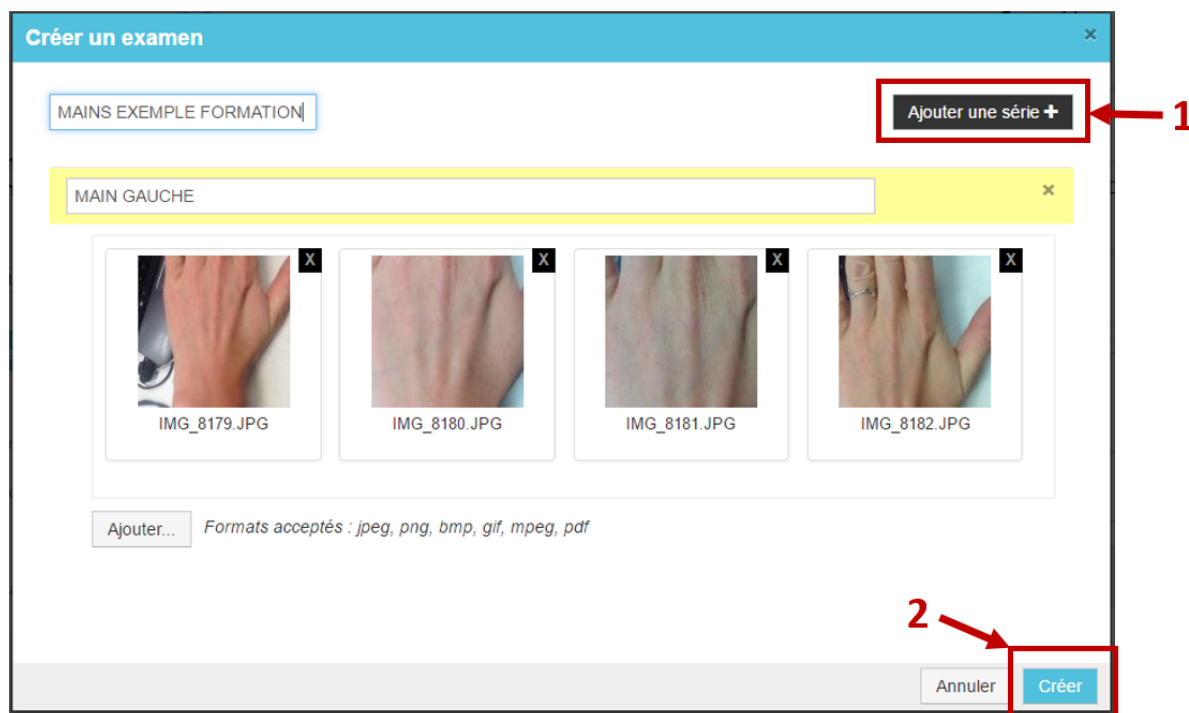 Créer un examen ×
MAINS EXEMPLE FORMATION
Ajouter une série +
1
MAIN GAUCHE ×
X X X X
IMG_8179.JPG IMG_8180.JPG IMG_8181.JPG IMG_8182.JPG
Ajouter... Formats acceptés : jpeg, png, bmp, gif, mpeg, pdf
2
Annuler Créer